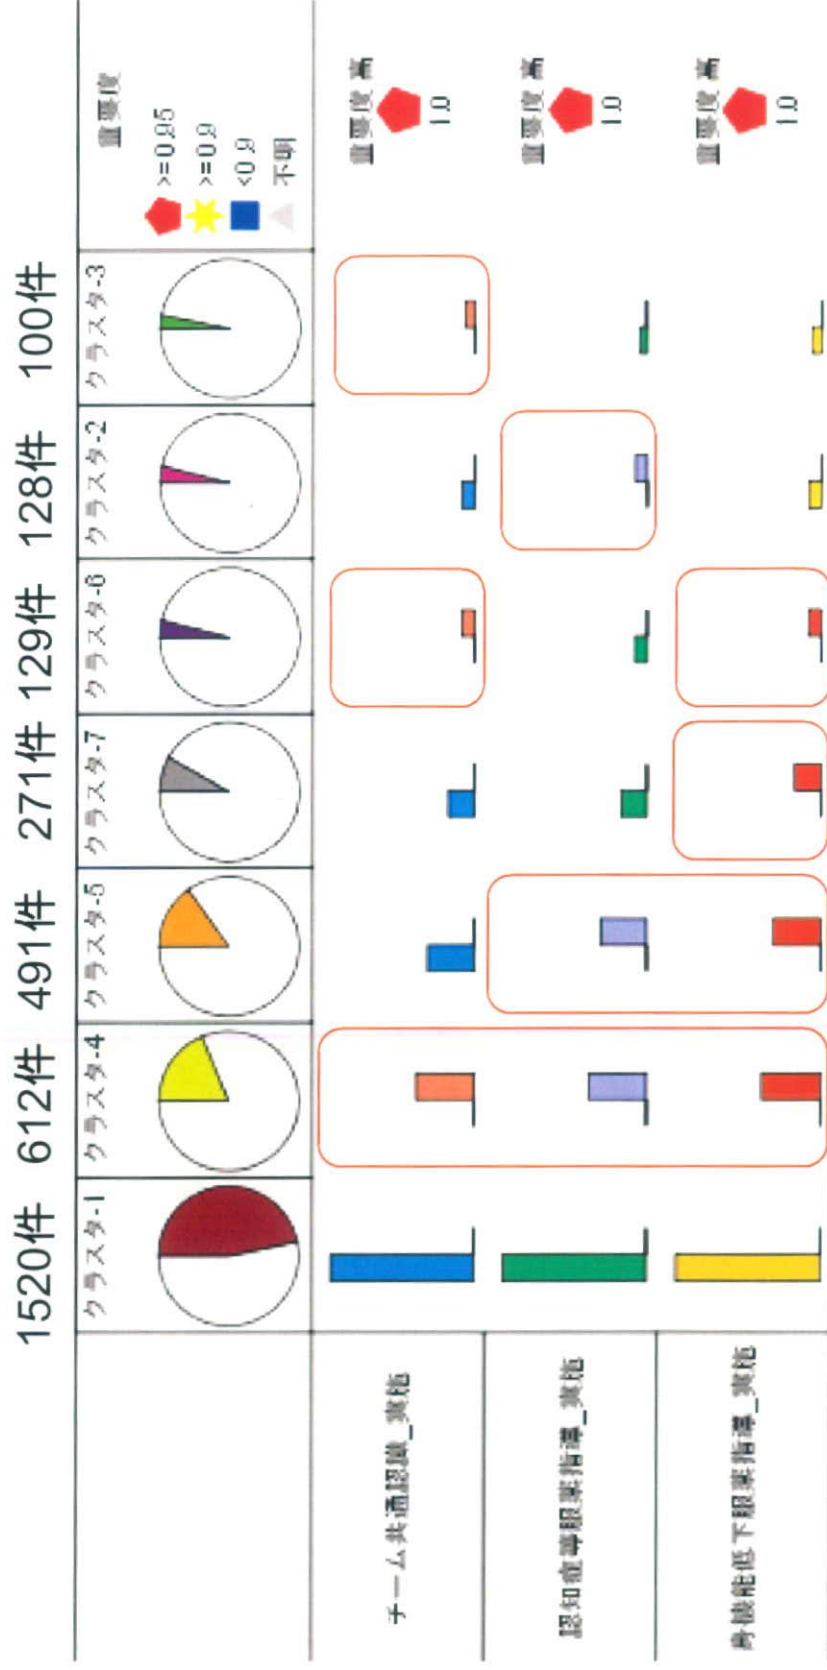 1520件 612件 491件 271件 129件 128件 100件
クラスタ-1 クラスタ-4 クラスタ-5 クラスタ-7 クラスタ-6 クラスタ-2 クラスタ-3 重要度
>=0.95
>=0.9
<0.9
不明
チーム共通認識_実施 重要度 高
1.0
認知症等服薬指導_実施 重要度 高
1.0
身機能低下服薬指導_実施 重要度 高
1.0